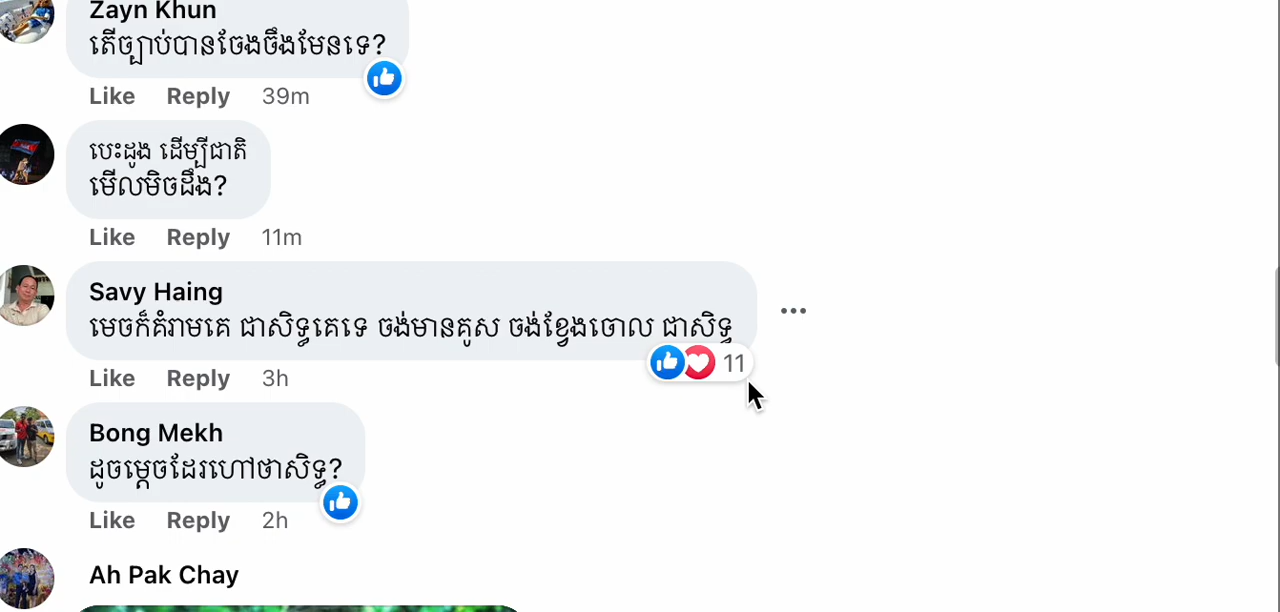 Zayn Khun
តើច្បាប់បានចែងចឹងមែនទេ?
Like Reply 39m
បេះដូង ដើម្បីជាតិ
មើលមិចដឹង?
Like Reply 11m
Savy Haing
មេចក៏គំរាមគេ ជាសិទ្ធគេទេ ចង់មានគូស ចង់ខ្វែងចោល ជាសិទ្ធ
11
Like Reply 3h
Bong Mekh
ដូចម្ដេចដែរហៅថាសិទ្ធ?
Like Reply 2h
Ah Pak Chay